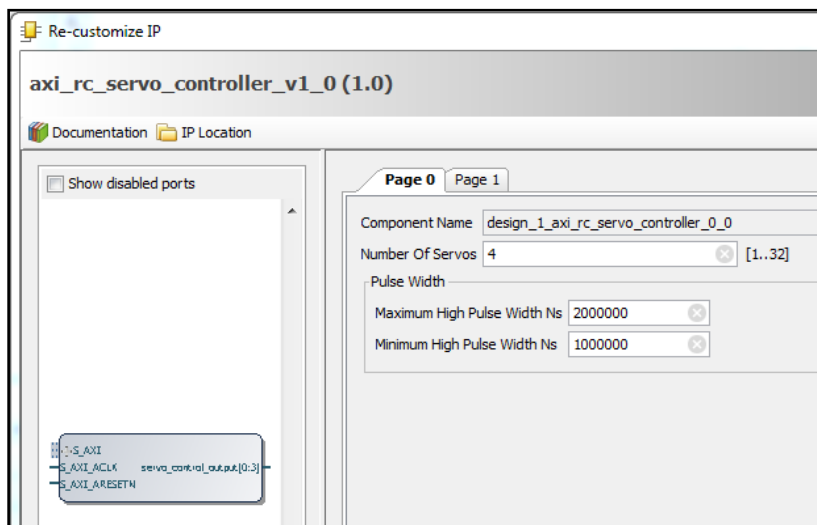 Re-customize IP
axi_rc_servo_controller_v1_0 (1.0)
Documentation IP Location
Show disabled ports
S_AXI
S_AXI_ACLK servo_control_output[0:3]
S_AXI_ARESETN
Page 0 Page 1
Component Name design_1_axi_rc_servo_controller_0_0
Number Of Servos 4 [1..32]
Pulse Width
Maximum High Pulse Width Ns 2000000
Minimum High Pulse Width Ns 1000000